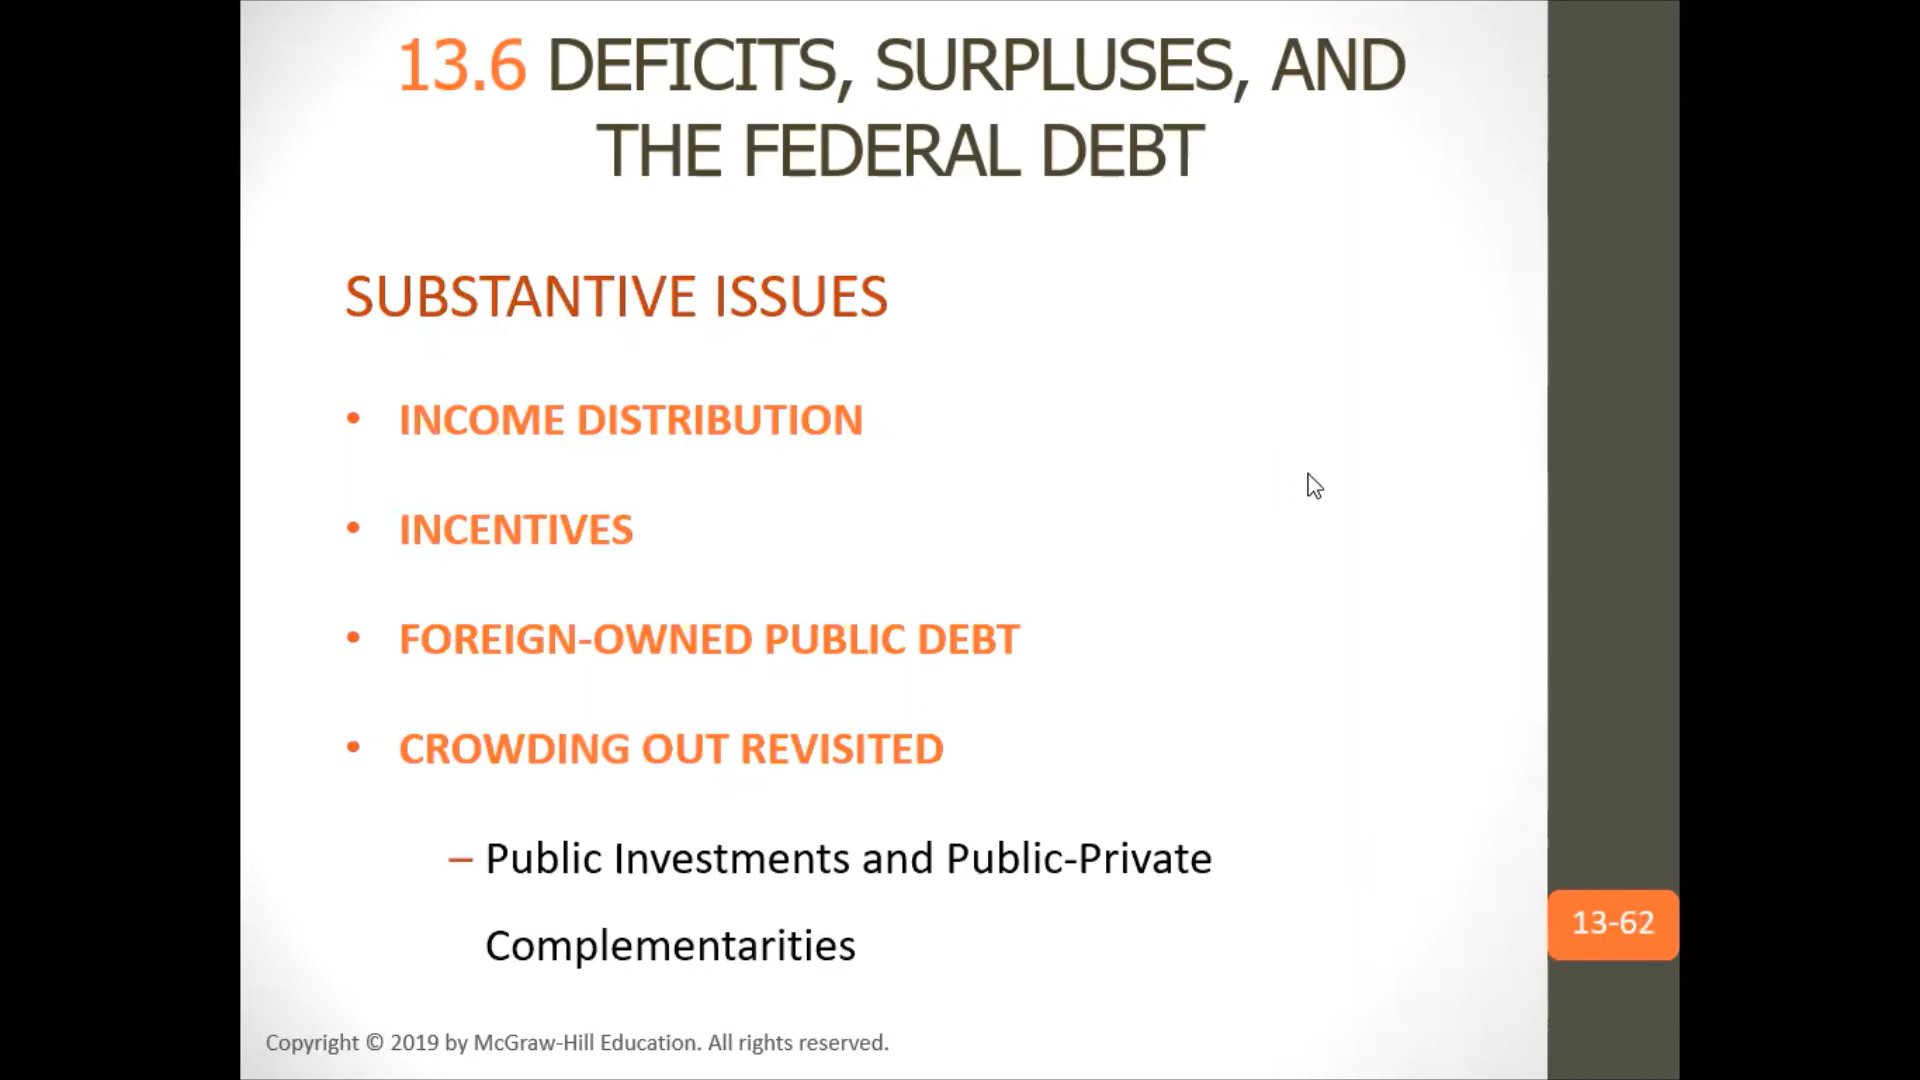 13.6 DEFICITS, SURPLUSES, AND
THE FEDERAL DEBT
SUBSTANTIVE ISSUES
• INCOME DISTRIBUTION
• INCENTIVES
• FOREIGN-OWNED PUBLIC DEBT
• CROWDING OUT REVISITED
– Public Investments and Public-Private
Complementarities
13-62
Copyright © 2019 by McGraw-Hill Education. All rights reserved.